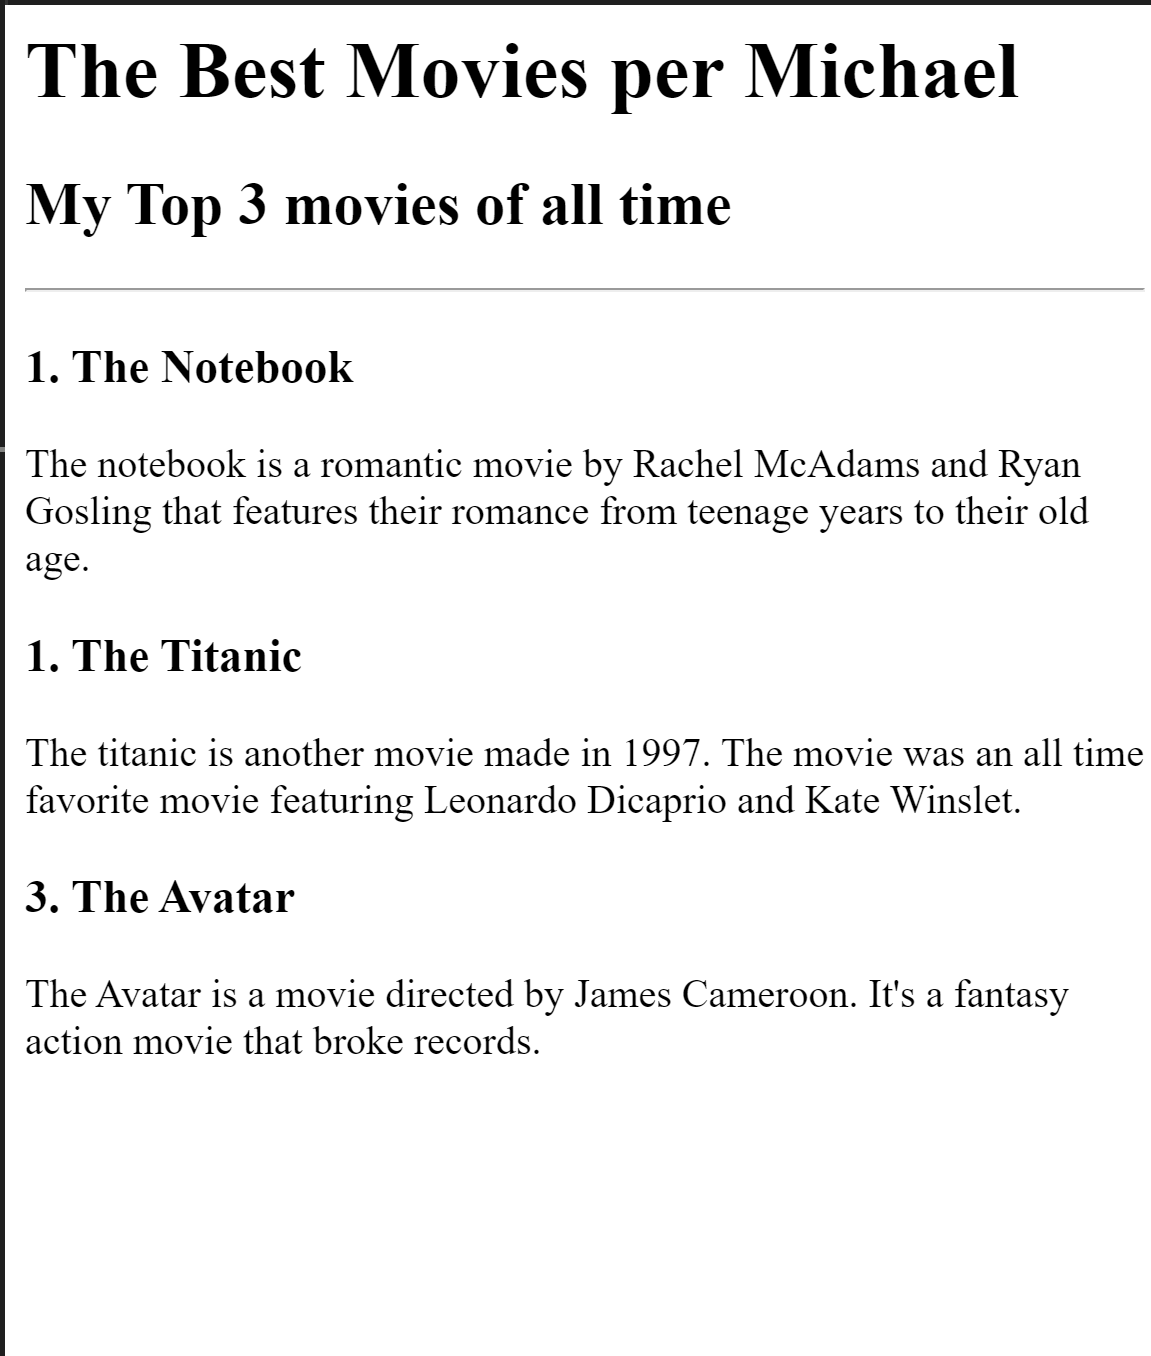 The Best Movies per Michael
My Top 3 movies of all time
1. The Notebook
The notebook is a romantic movie by Rachel McAdams and Ryan
Gosling that features their romance from teenage years to their old
age.
1. The Titanic
The titanic is another movie made in 1997. The movie was an all time
favorite movie featuring Leonardo Dicaprio and Kate Winslet.
3. The Avatar
The Avatar is a movie directed by James Cameroon. It's a fantasy
action movie that broke records.